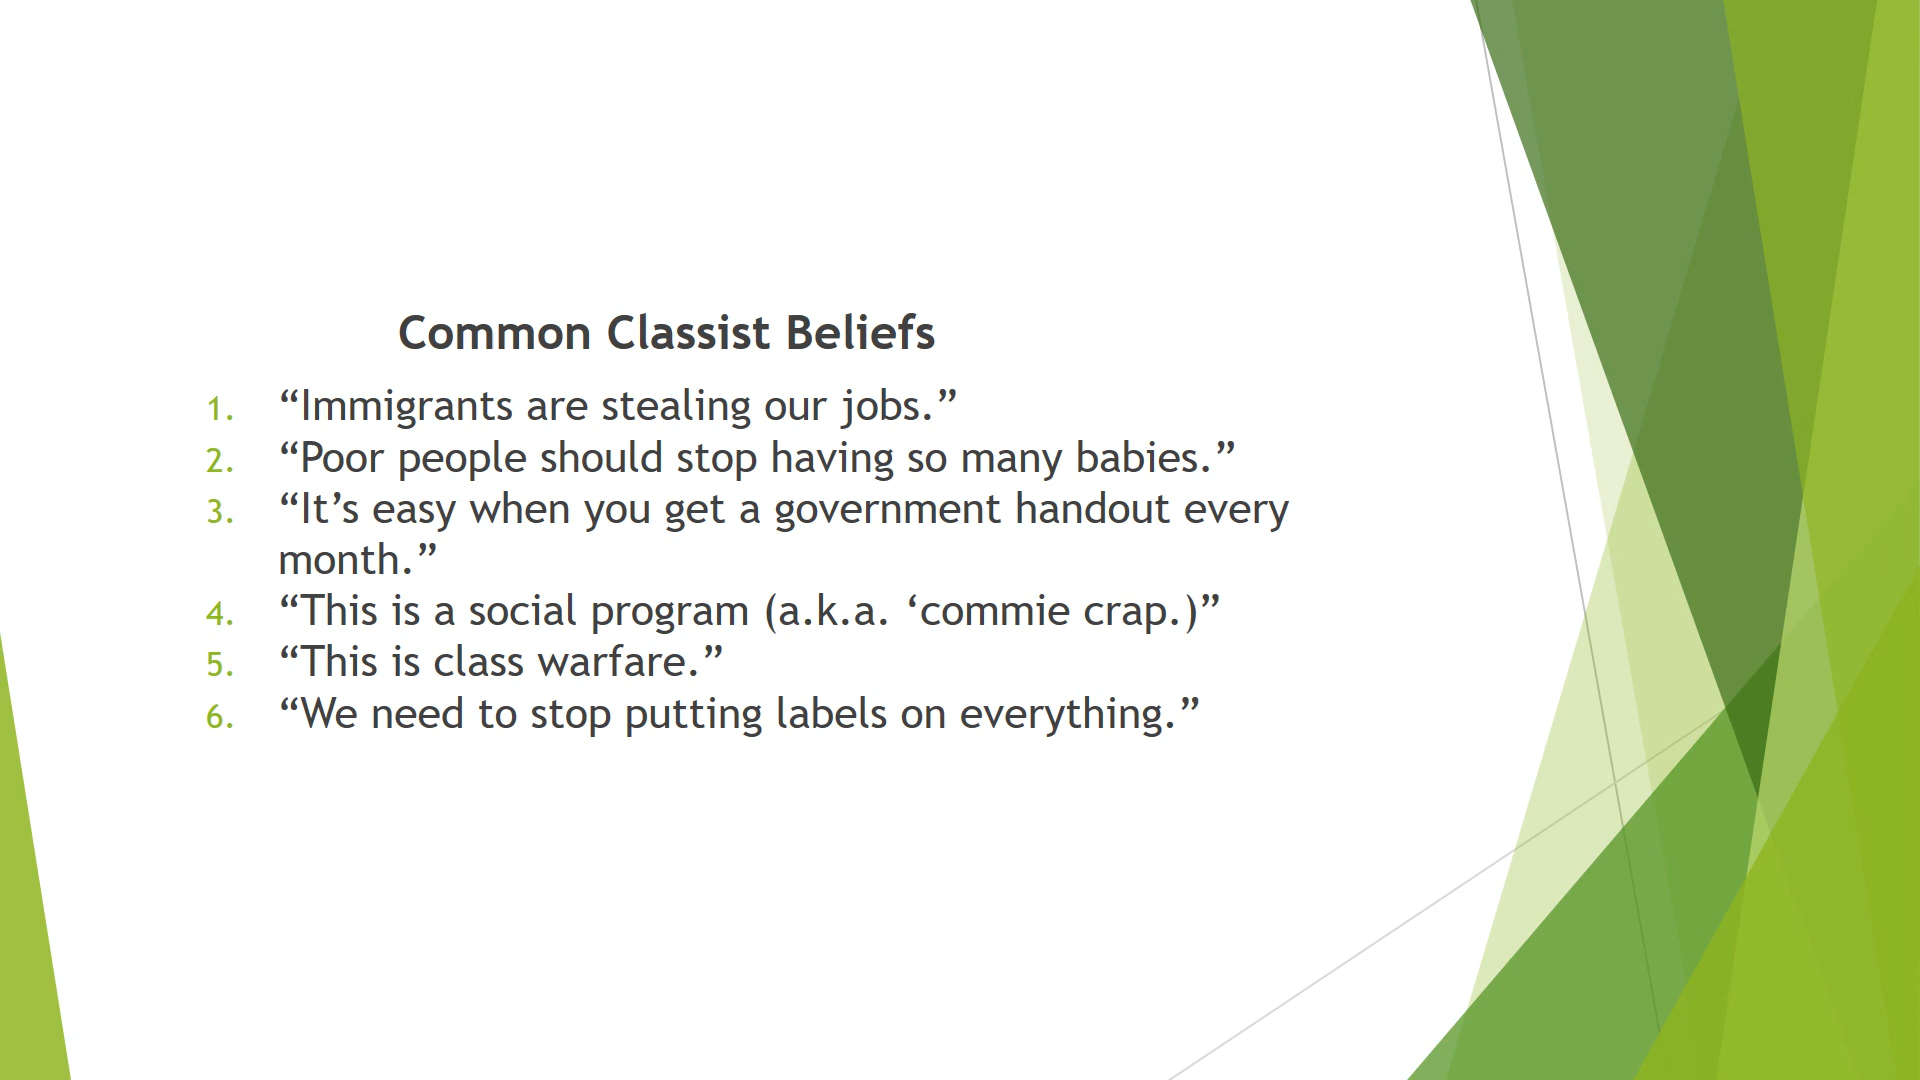 Common Classist Beliefs
1. “Immigrants are stealing our jobs.”
2. “Poor people should stop having so many babies.”
3. “It’s easy when you get a government handout every
month.”
4. “This is a social program (a.k.a. ‘commie crap.)”
5. “This is class warfare.”
6. “We need to stop putting labels on everything.”